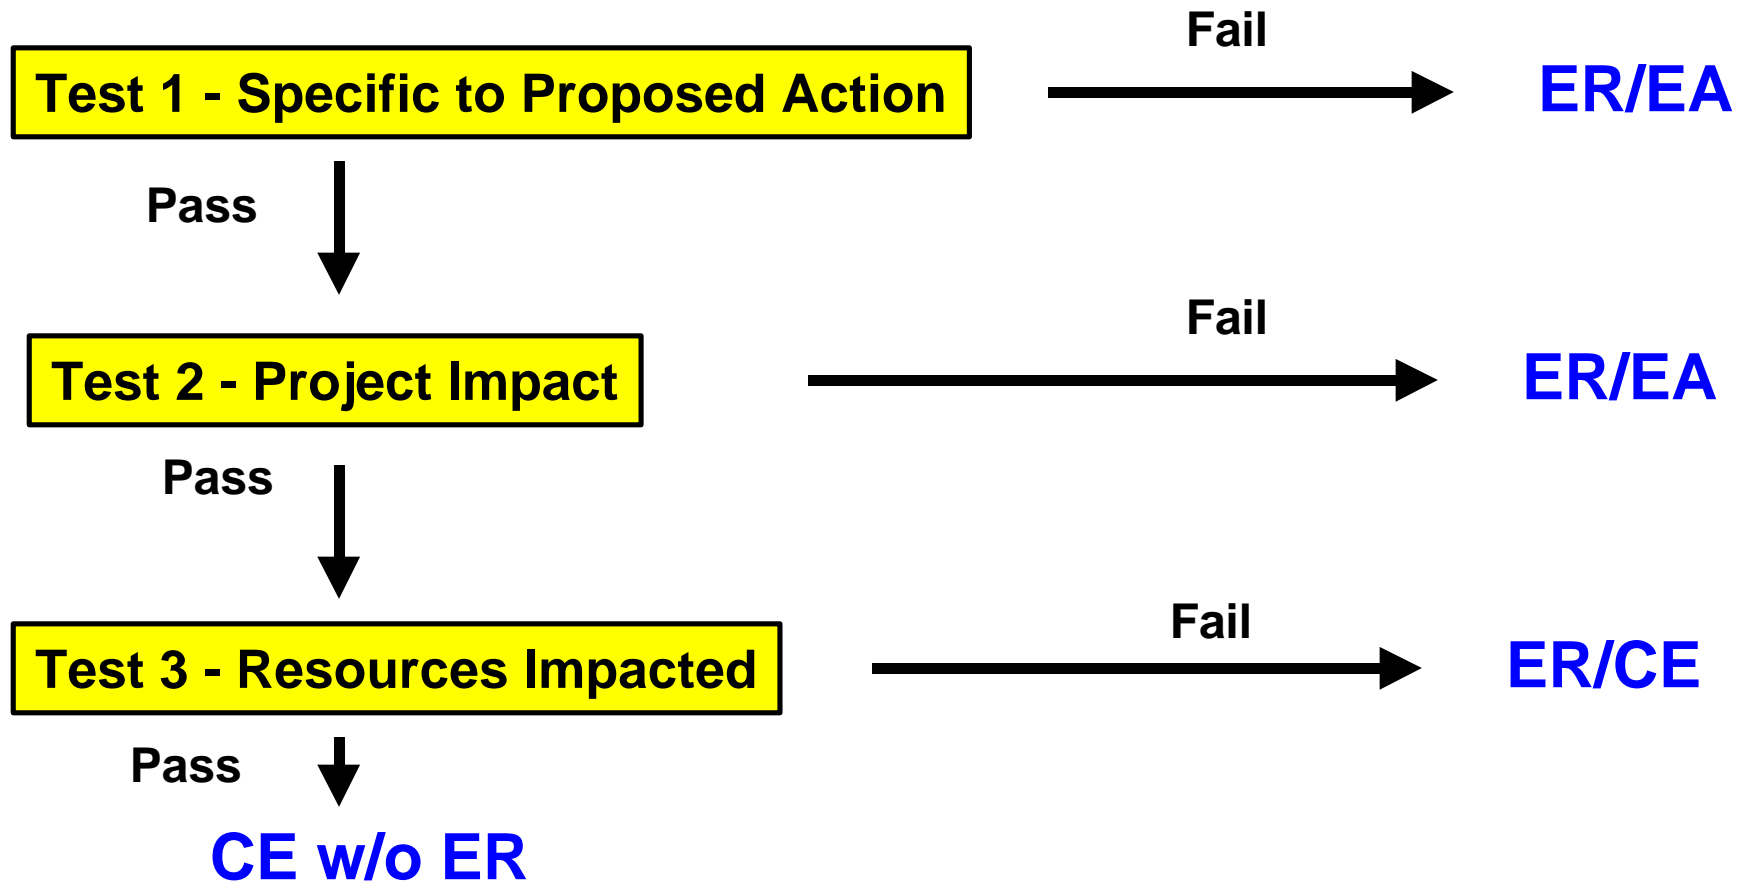 Fail
Test 1 - Specific to Proposed Action
ER/EA
Pass
Fail
Test 2 - Project Impact
ER/EA
Pass
Fail
Test 3 - Resources Impacted
ER/CE
Pass
CE w/o ER